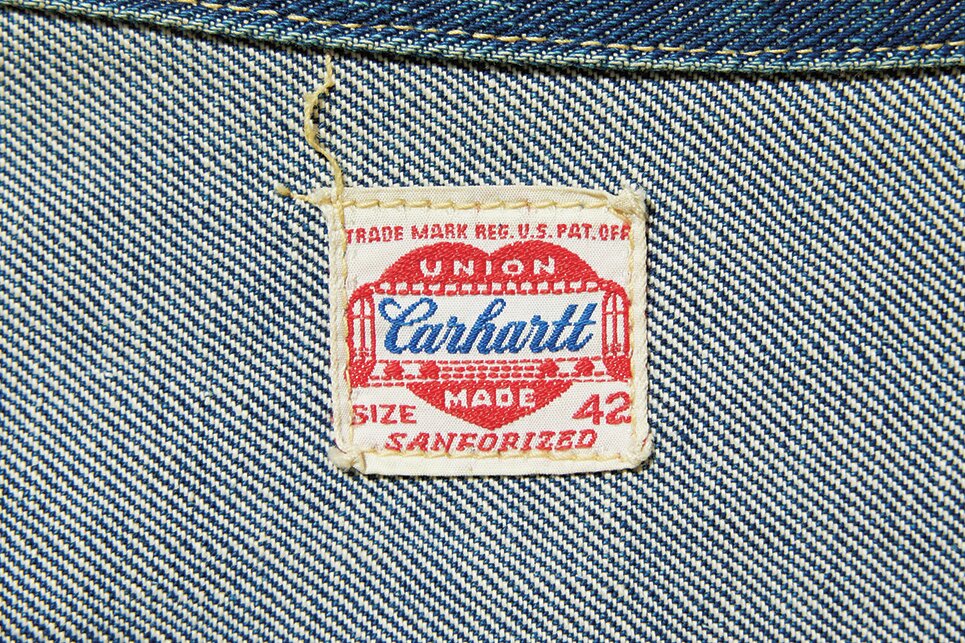 TRADE MARK REG. U.S. PAT. OFF
UNION
Carhartt
MADE
SIZE 42
SANFORIZED